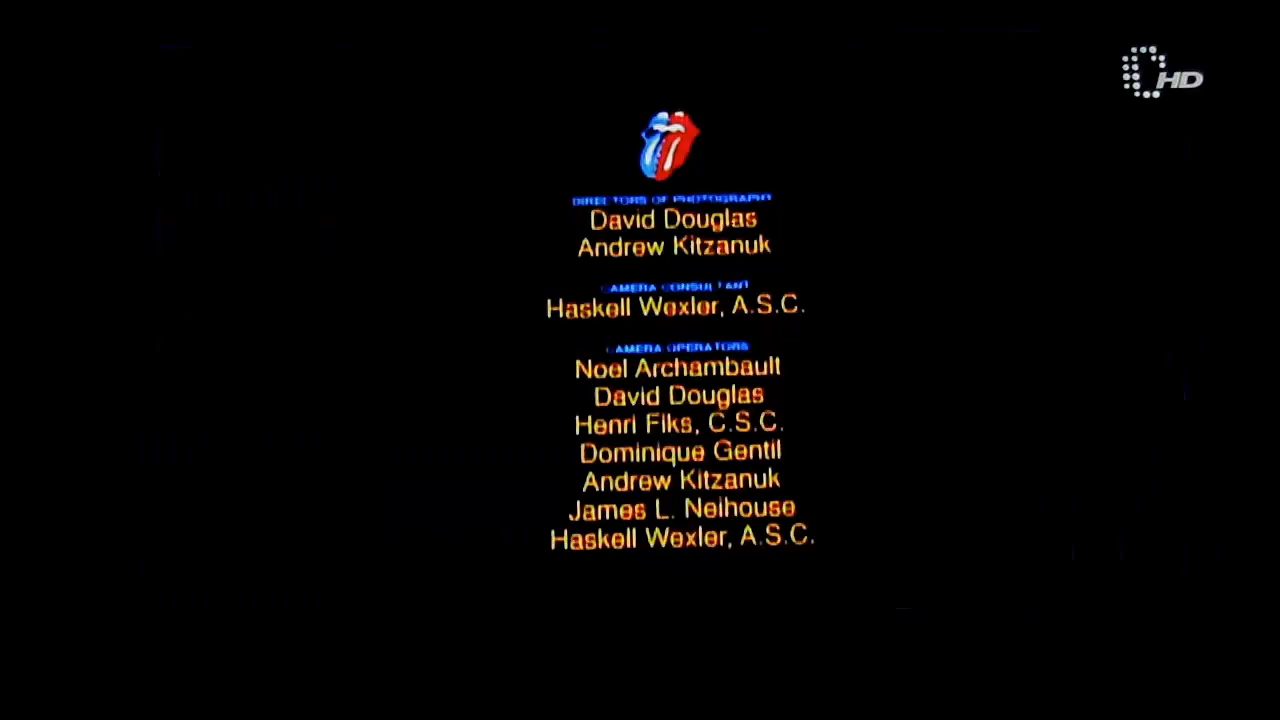 HD
DIRECTORS OF PHOTOGRAPHY
David Douglas
Andrew Kitzanuk
CAMERA CONSULTANT
Haskell Wexler, A.S.C.
CAMERA OPERATORS
Noel Archambault
David Douglas
Henri Fiks, C.S.C.
Dominique Gentil
Andrew Kitzanuk
James L. Neihouse
Haskell Wexler, A.S.C.